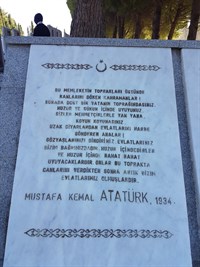 BU MEMLEKETİN TOPRAKLARI ÜSTÜNDE
KANLARINI DÖKEN KAHRAMANLAR!
BURADA DOST BİR VATANIN TOPRAĞINDASINIZ.
HUZUR VE SÜKUN İÇİNDE UYUYUNUZ.
SİZLER MEHMETÇİKLERLE YAN YANA
KOYUN KOYUNASINIZ.
UZAK DİYARLARDAN EVLATLARINI HARBE
GÖNDEREN ANALAR!
GÖZYAŞLARINIZI DİNDİRİNİZ. EVLATLARINIZ
BİZİM BAĞRIMIZDADIR. HUZUR İÇİNDEDİRLER
VE HUZUR İÇİNDE RAHAT RAHAT
UYUYACAKLARDIR. ONLAR BU TOPRAKTA
CANLARINI VERDİKTEN SONRA ARTIK BİZİM
EVLATLARIMIZ OLMUŞLARDIR.
MUSTAFA KEMAL ATATÜRK, 1934